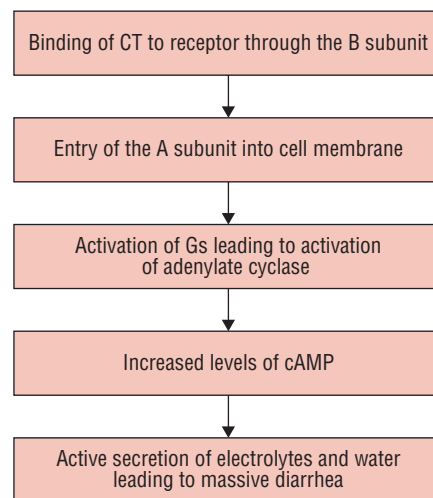 Binding of CT to receptor through the B subunit
Entry of the A subunit into cell membrane
Activation of Gs leading to activation
of adenylate cyclase
Increased levels of cAMP
Active secretion of electrolytes and water
leading to massive diarrhea